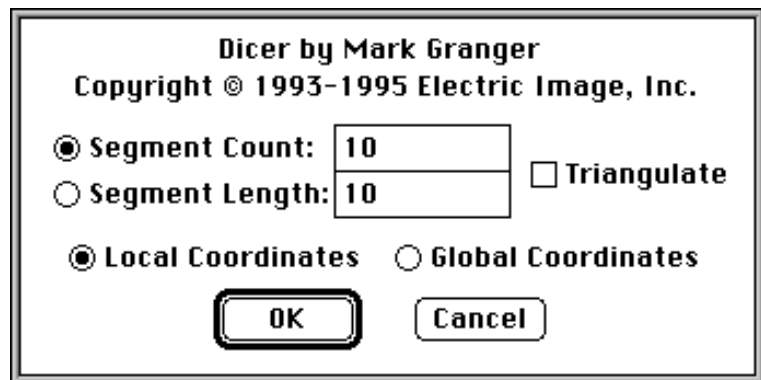 Dicer by Mark Granger
Copyright © 1993-1995 Electric Image, Inc.
Segment Count: 10
Segment Length: 10
Triangulate
Local Coordinates Global Coordinates
OK Cancel